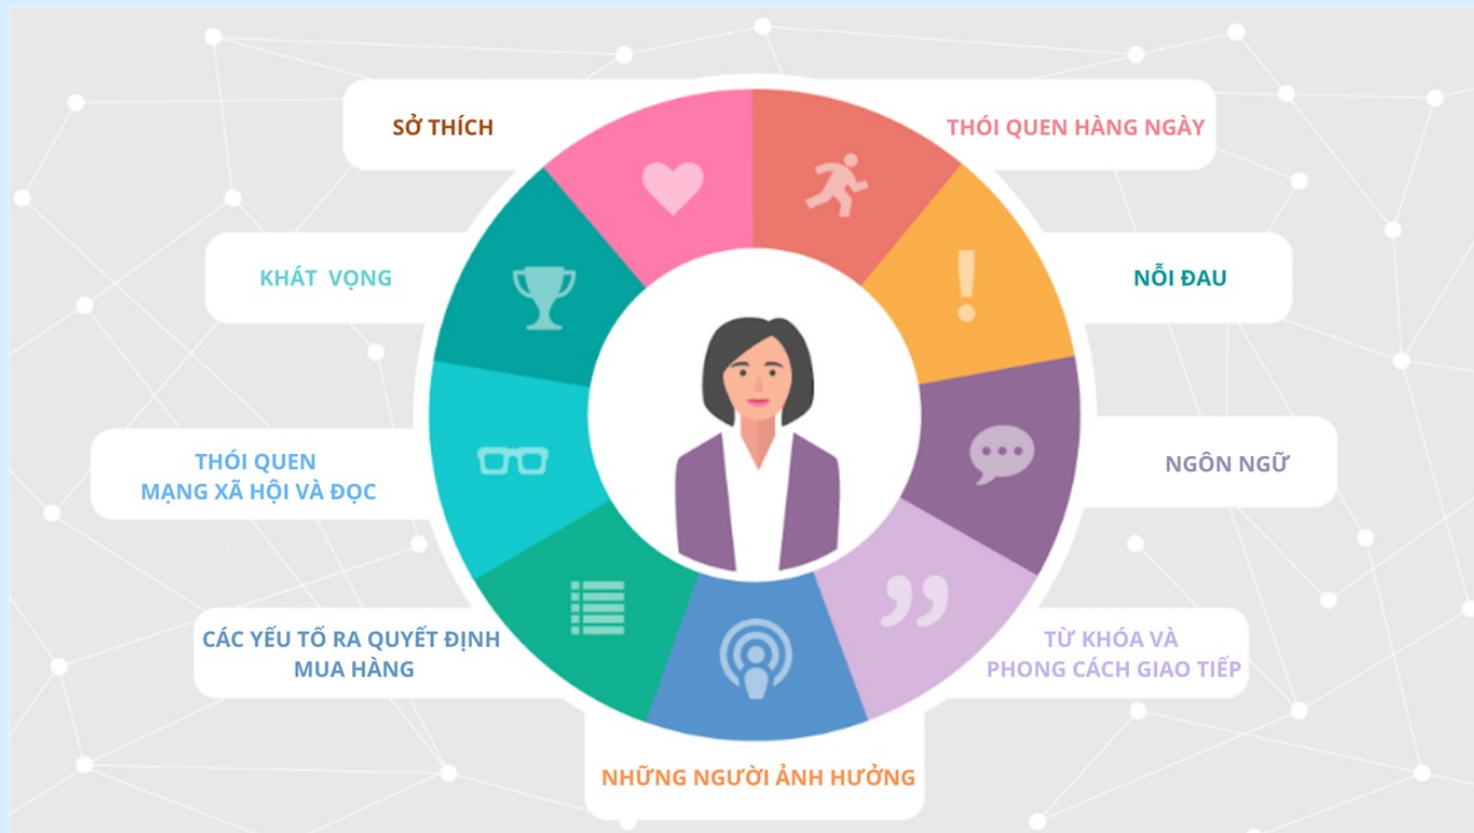 SỞ THÍCH
THÓI QUEN HÀNG NGÀY
KHÁT VỌNG
NỖI ĐAU
THÓI QUEN
MẠNG XÃ HỘI VÀ ĐỌC
NGÔN NGỮ
CÁC YẾU TỐ RA QUYẾT ĐỊNH
MUA HÀNG
TỪ KHÓA VÀ
PHONG CÁCH GIAO TIẾP
NHỮNG NGƯỜI ẢNH HƯỞNG